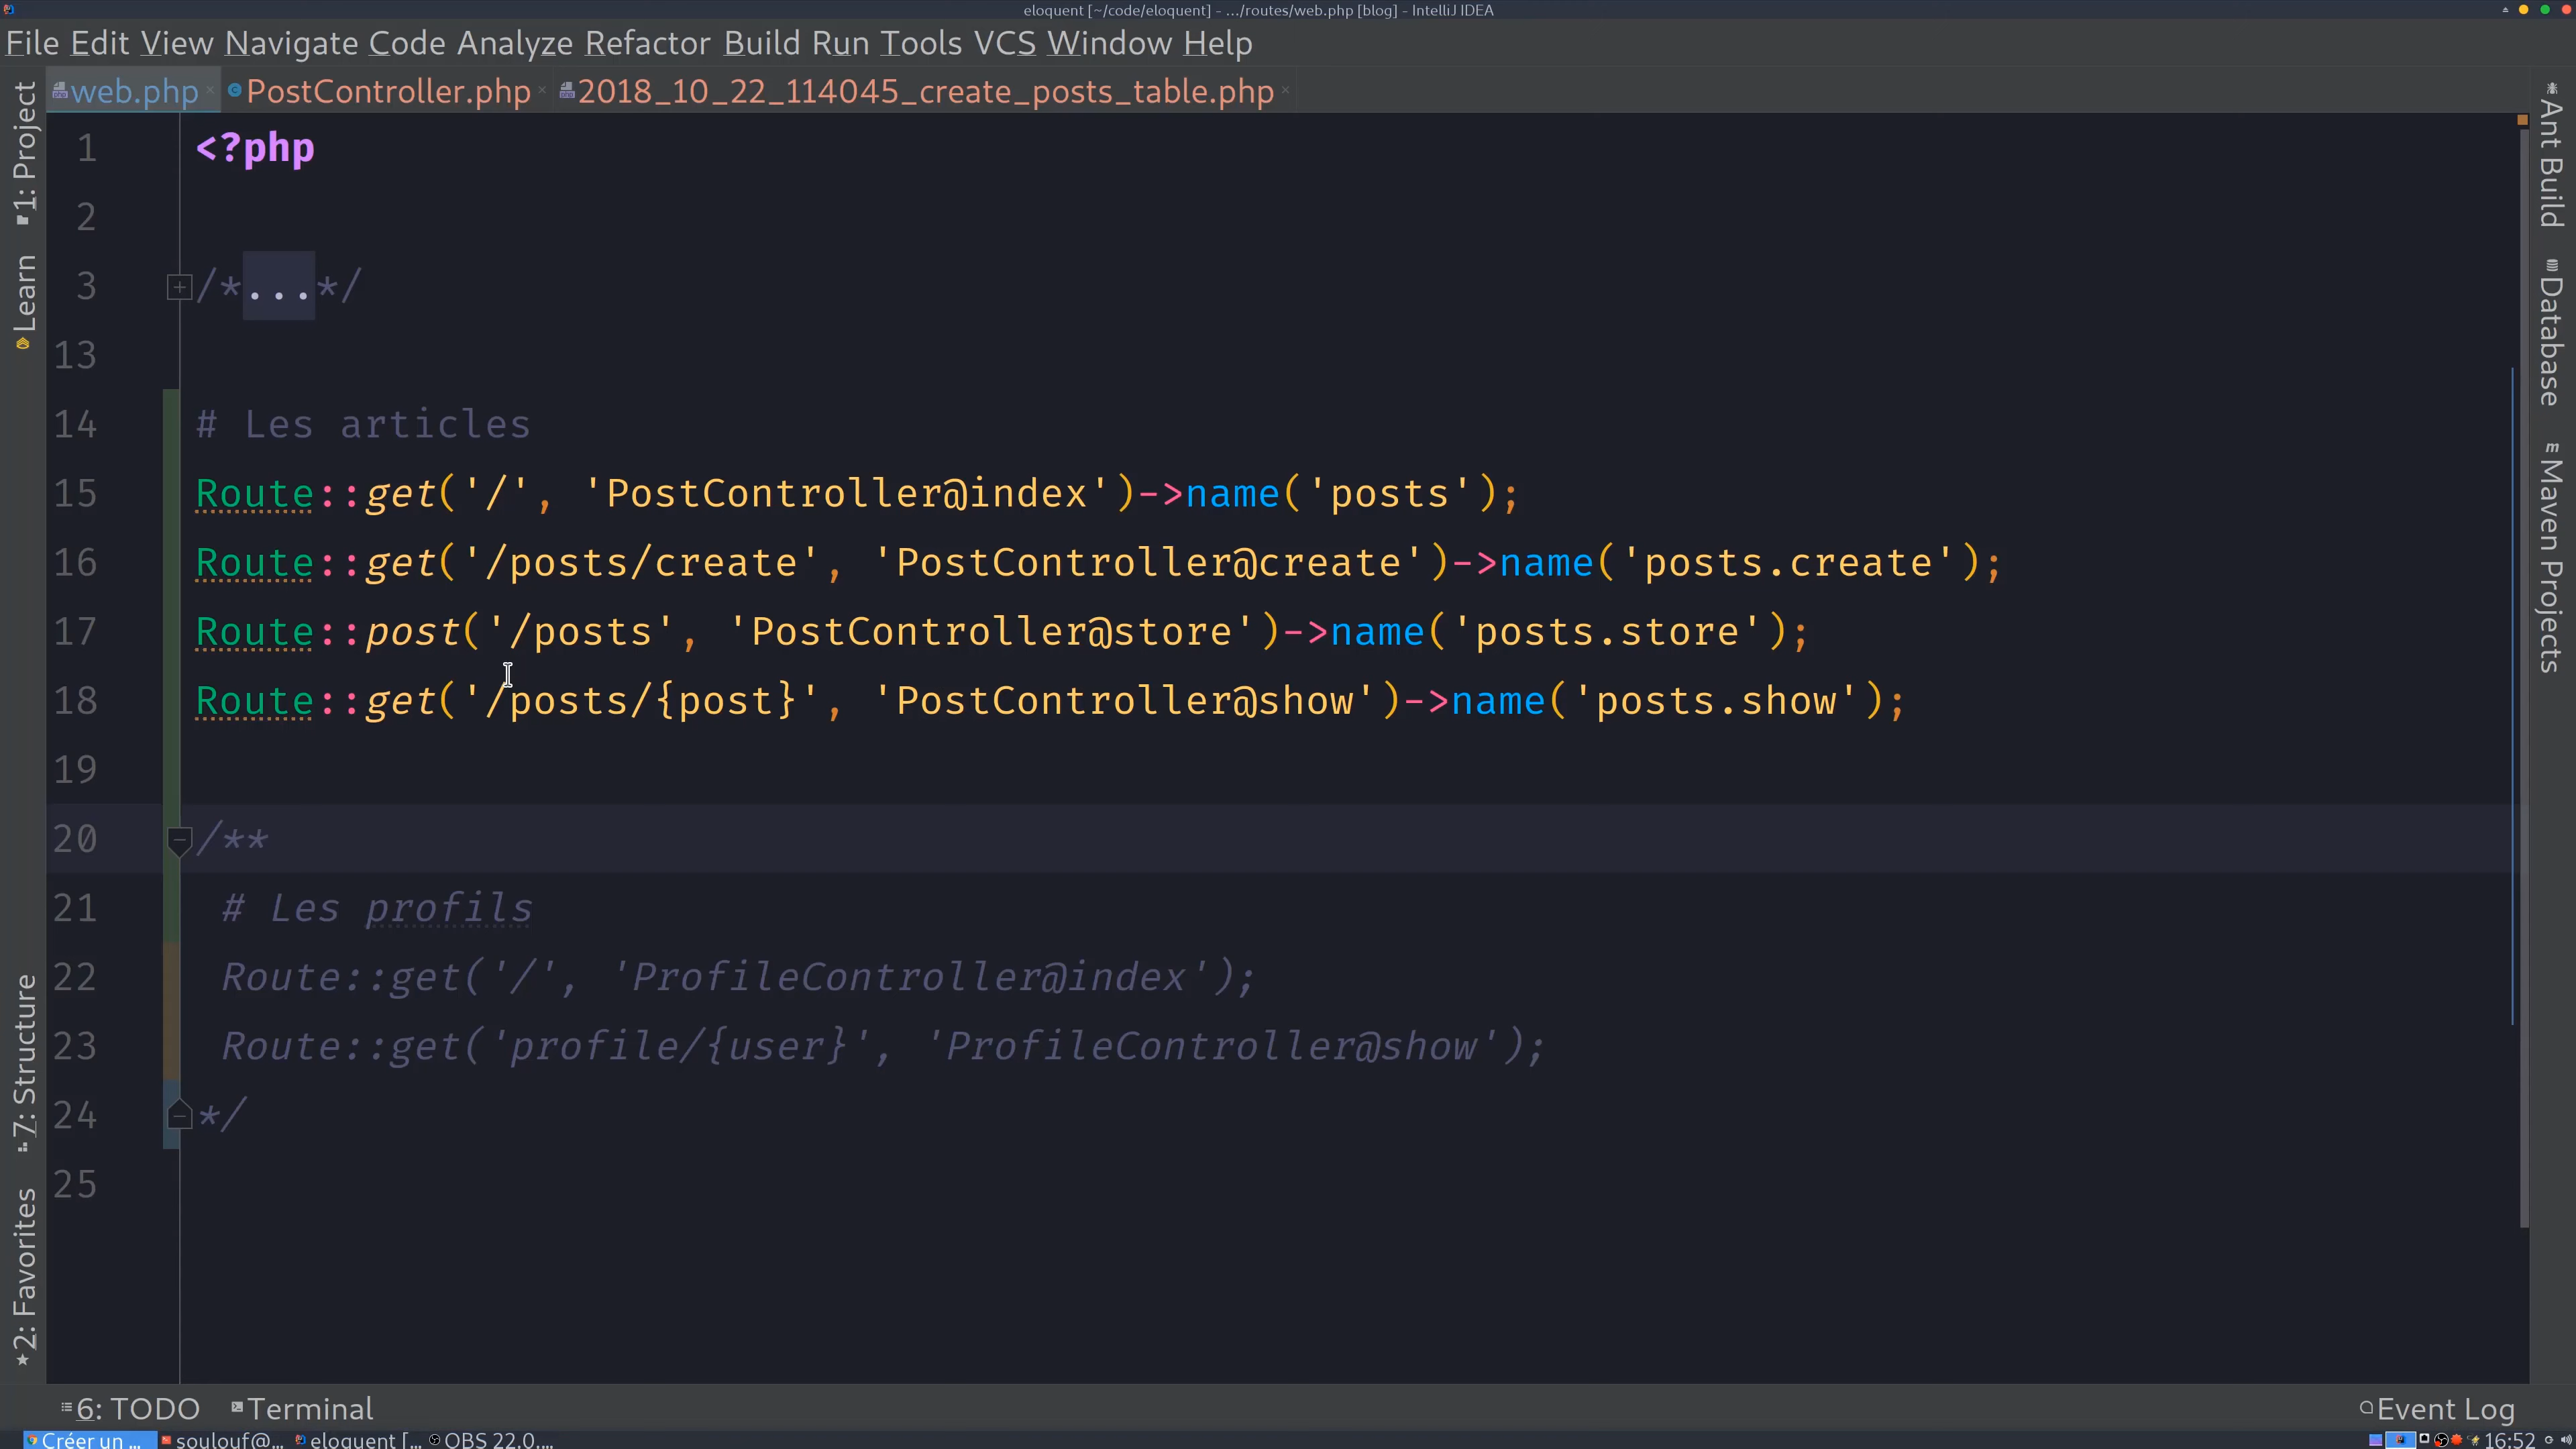 eloquent [~/code/eloquent] - .../routes/web.php [blog] - IntelliJ IDEA
File Edit View Navigate Code Analyze Refactor Build Run Tools VCS Window Help
web.php PostController.php 2018_10_22_114045_create_posts_table.php
1 <?php
2
3 /*...*/
13
14 # Les articles
15 Route::get('/', 'PostController@index')->name('posts');
16 Route::get('/posts/create', 'PostController@create')->name('posts.create');
17 Route::post('/posts', 'PostController@store')->name('posts.store');
18 Route::get('/posts/{post}', 'PostController@show')->name('posts.show');
19
20 /**
21 # Les profils
22 Route::get('/', 'ProfileController@index');
23 Route::get('profile/{user}', 'ProfileController@show');
24 */
25
1: Project
Learn
7: Structure
2: Favorites
Ant Build
Database
m Maven Projects
6: TODO Terminal Event Log
Créer un ... soulouf@... eloquent [... OBS 22.0.... 16:52